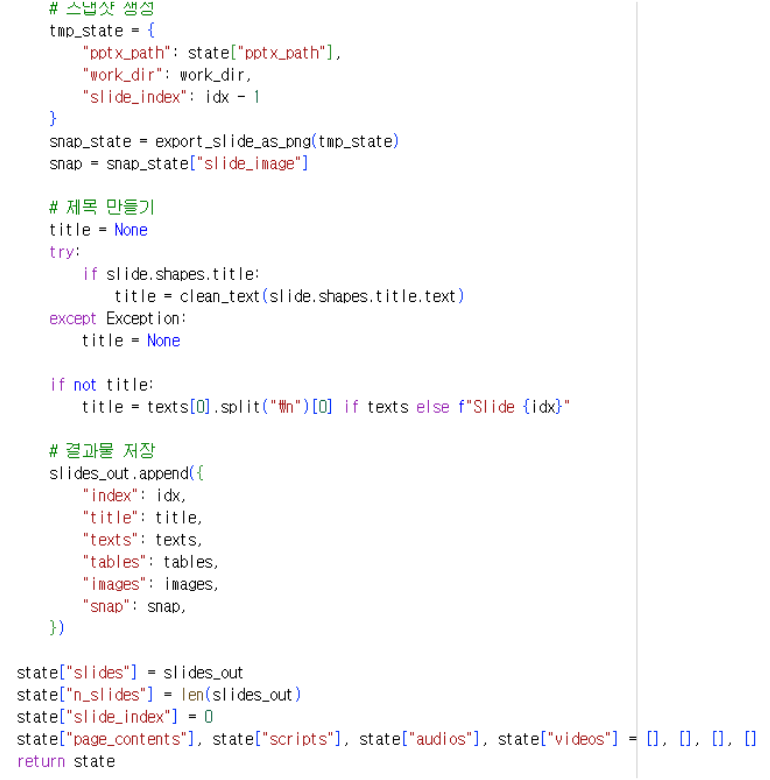 # 스냅샷 생성
tmp_state = {
    "pptx_path": state["pptx_path"],
    "work_dir": work_dir,
    "slide_index": idx - 1
}
snap_state = export_slide_as_png(tmp_state)
snap = snap_state["slide_image"]
# 제목 만들기
title = None
try:
    if slide.shapes.title:
        title = clean_text(slide.shapes.title.text)
except Exception:
    title = None
if not title:
    title = texts[0].split("₩n")[0] if texts else f"Slide {idx}"
# 결과물 저장
slides_out.append({
    "index": idx,
    "title": title,
    "texts": texts,
    "tables": tables,
    "images": images,
    "snap": snap,
})
state["slides"] = slides_out
state["n_slides"] = len(slides_out)
state["slide_index"] = 0
state["page_contents"], state["scripts"], state["audios"], state["videos"] = [], [], [], []
return state